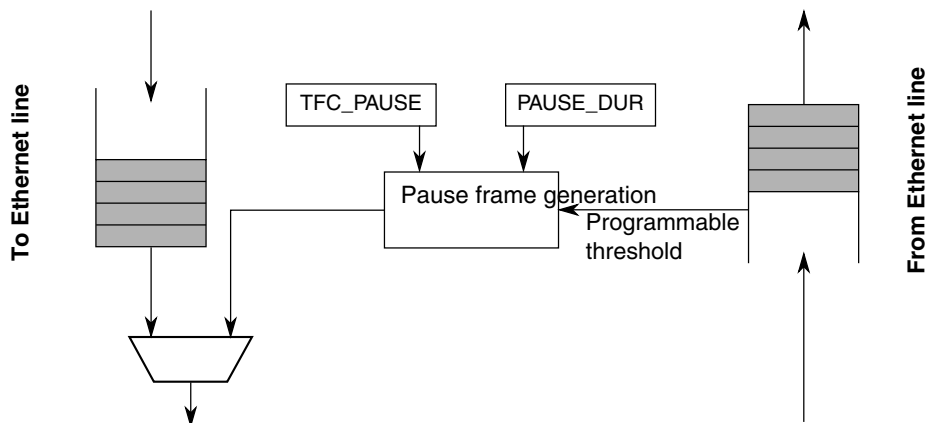 To Ethernet line
TFC_PAUSE
PAUSE_DUR
Pause frame generation
Programmable
threshold
From Ethernet line